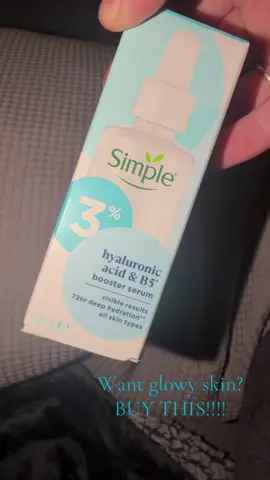 Simple
3%
hyaluronic
acid & B5*
booster serum
visible results
72hr deep hydration**
all skin types
Want glowy skin?
BUY THIS!!!!